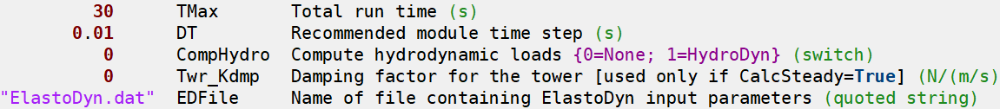 30 TMax Total run time (s)
0.01 DT Recommended module time step (s)
0 CompHydro Compute hydrodynamic loads {0=None; 1=HydroDyn} (switch)
0 Twr_Kdmp Damping factor for the tower [used only if CalcSteady=True] (N/(m/s)
"ElastoDyn.dat" EDFile Name of file containing ElastoDyn input parameters (quoted string)